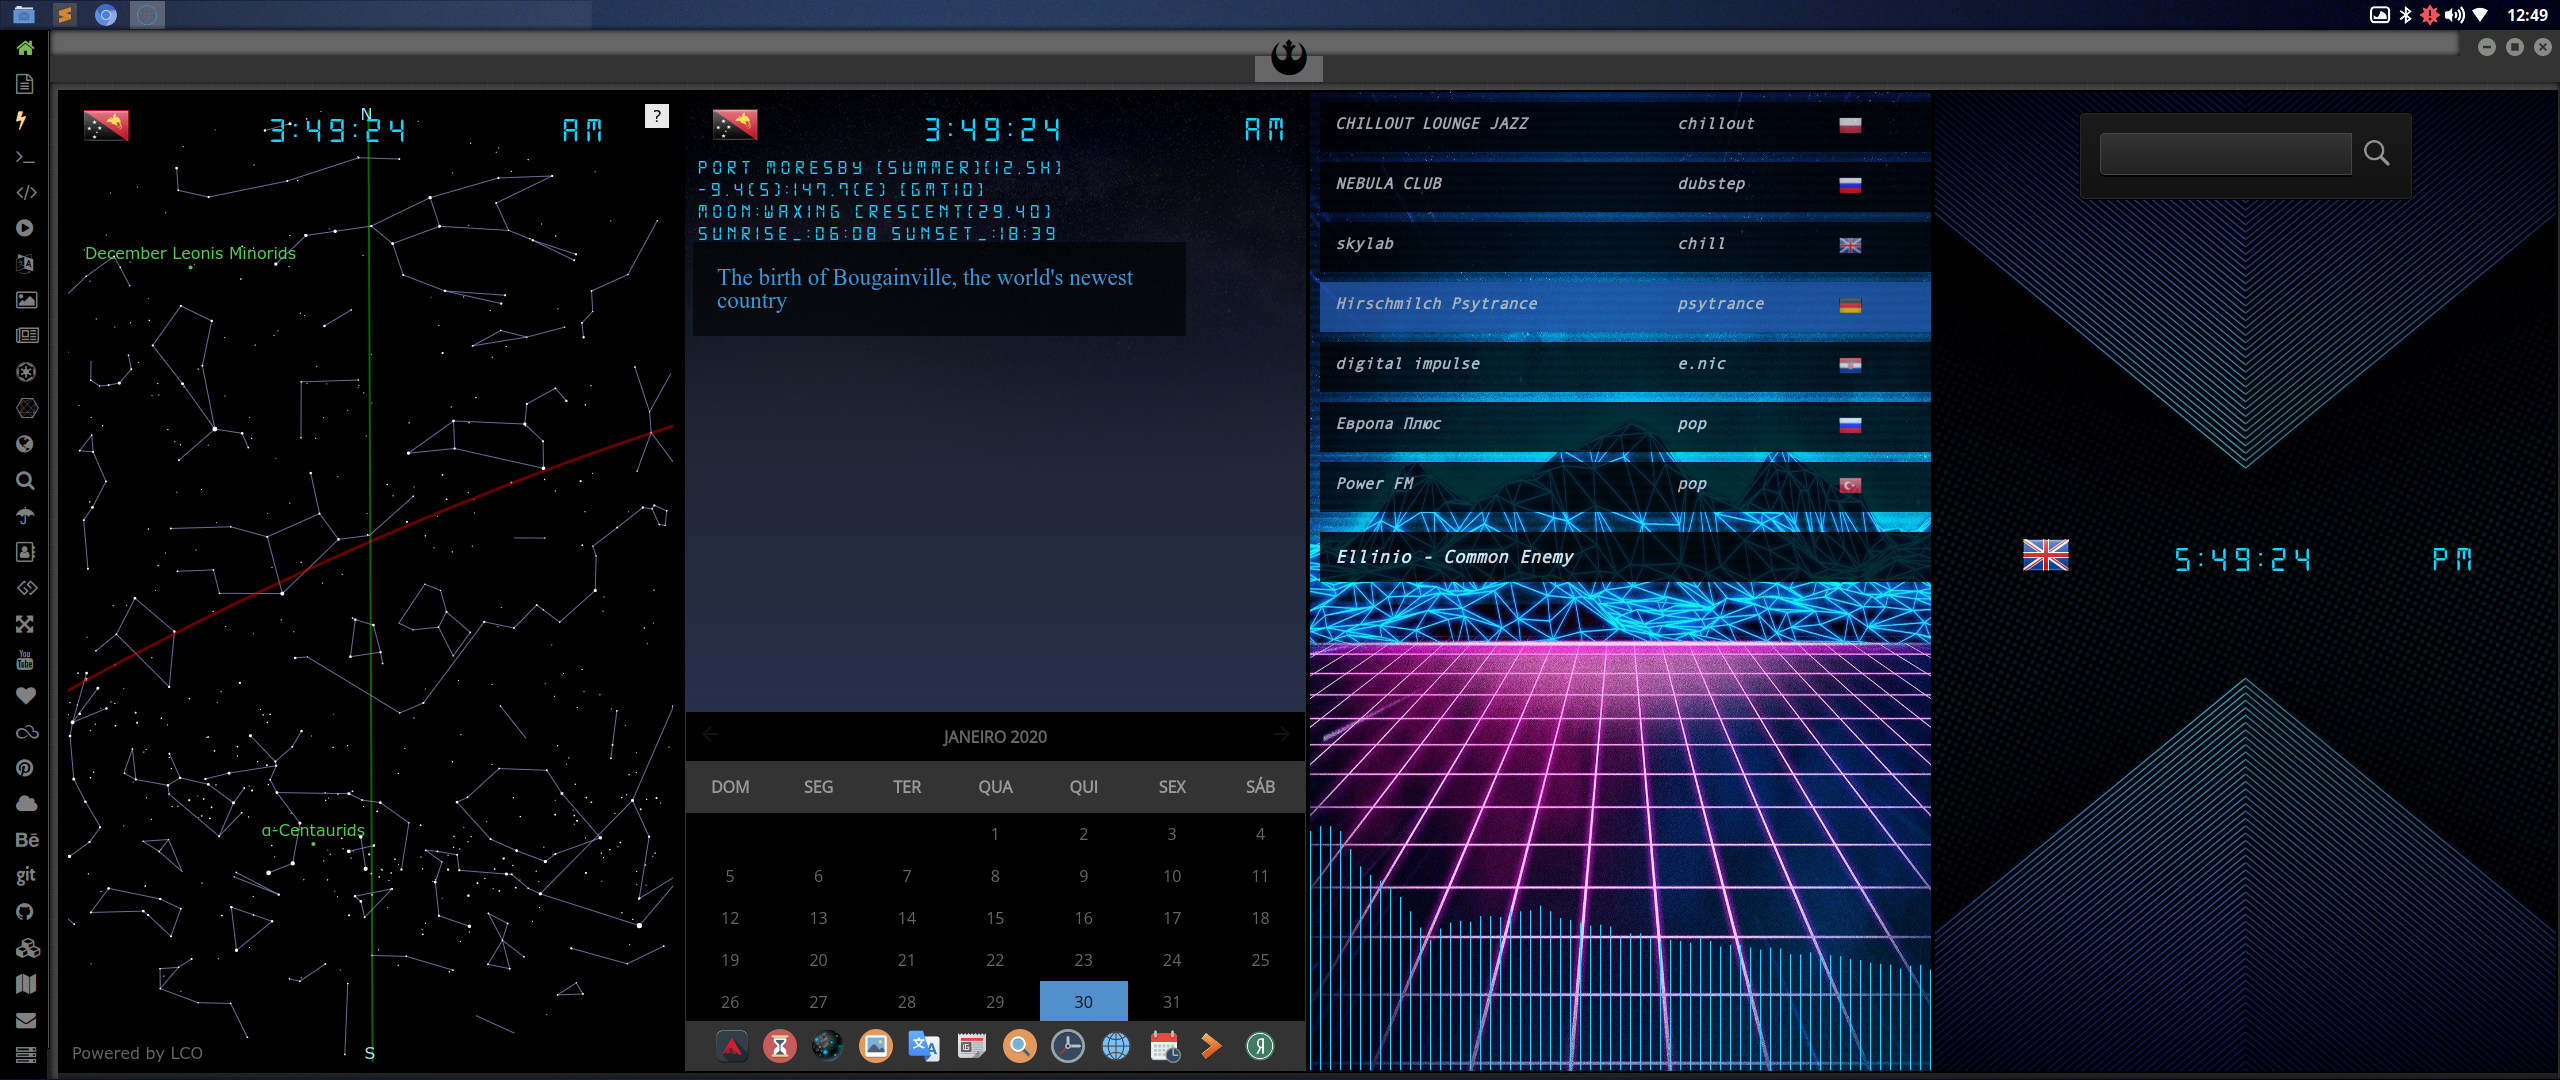 12:49
N
3:49:24 AM
?
December Leonis Minorids
α-Centaurids
Powered by LCO
S
3:49:24 AM
PORT MORESBY (SUMMER)(12.5H)
-9.4(S):147.7(E) (GMT10)
MOON:WAXING CRESCENT(29.40)
SUNRISE_:06:08 SUNSET_:18:39
The birth of Bougainville, the world's newest
country
JANEIRO 2020
DOM SEG TER QUA QUI SEX SÁB
1 2 3 4
5 6 7 8 9 10 11
12 13 14 15 16 17 18
19 20 21 22 23 24 25
26 27 28 29 30 31
CHILLOUT LOUNGE JAZZ chillout
NEBULA CLUB dubstep
skylab chill
Hirschmilch Psytrance psytrance
digital impulse e.nic
Европа Плюс pop
Power FM pop
Ellinio - Common Enemy
5:49:24 PM
You
Tube
Bē
git